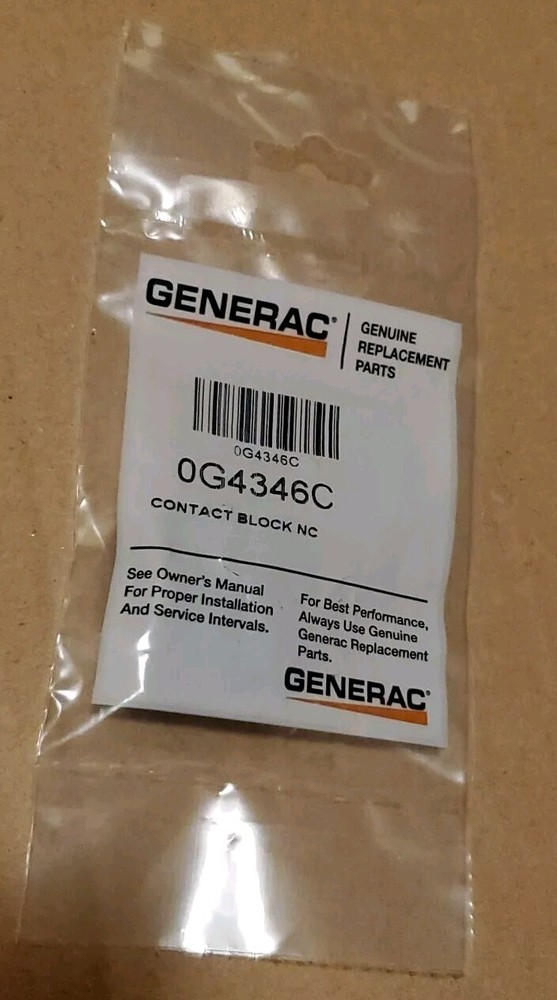 GENERAC®
GENUINE
REPLACEMENT
PARTS
0G4346C
0G4346C
CONTACT BLOCK NC
See Owner's Manual
For Proper Installation
And Service Intervals.
For Best Performance,
Always Use Genuine
Generac Replacement
Parts.
GENERAC®